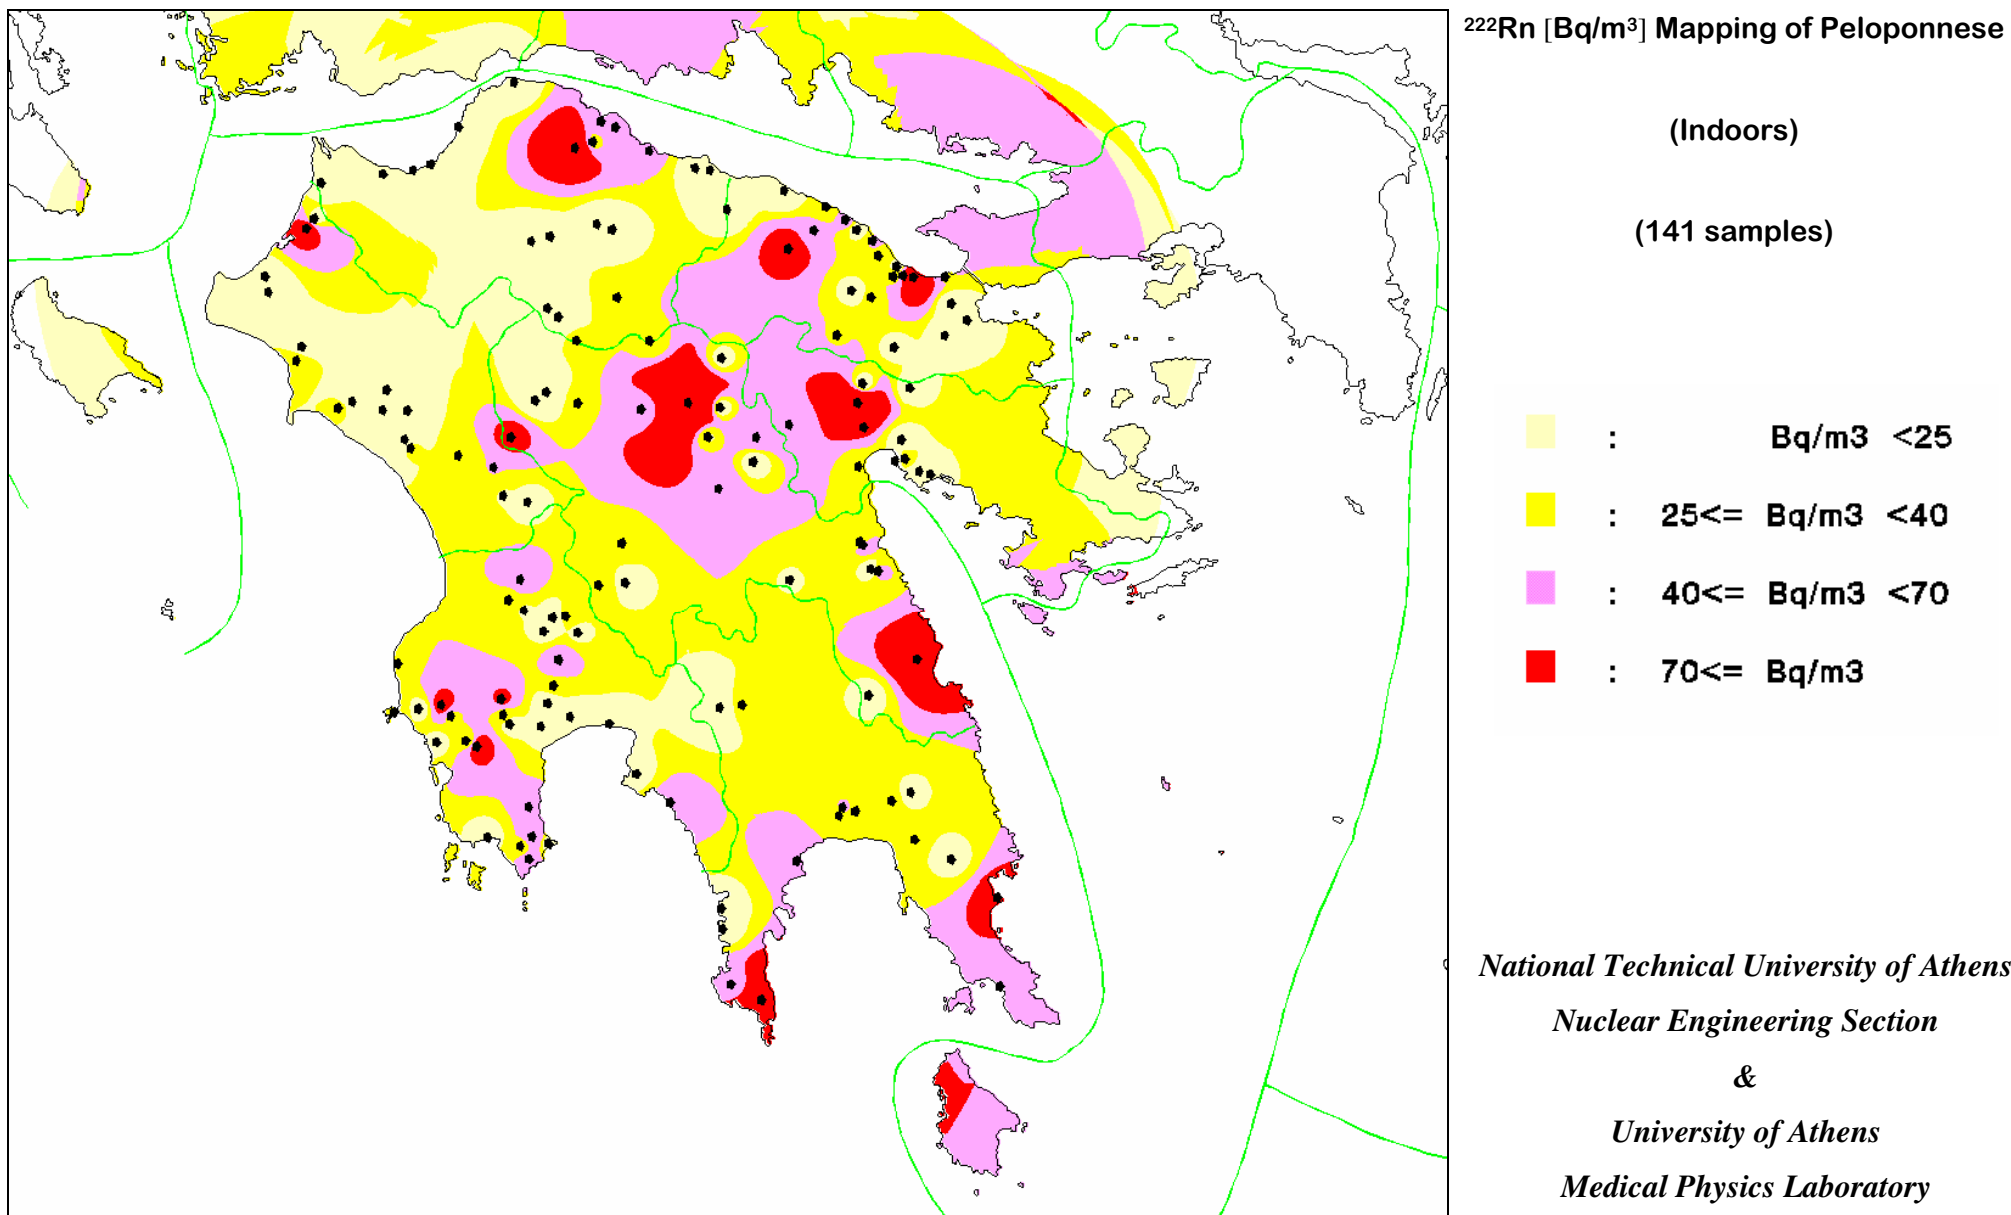 ²²²Rn [Bq/m³] Mapping of Peloponnese
(Indoors)
(141 samples)
: Bq/m3 <25
: 25<= Bq/m3 <40
: 40<= Bq/m3 <70
: 70<= Bq/m3
National Technical University of Athens
Nuclear Engineering Section
&
University of Athens
Medical Physics Laboratory